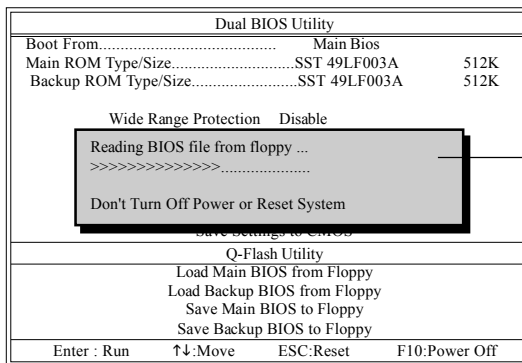 Dual BIOS Utility
Boot From.......................................... Main Bios
Main ROM Type/Size.............................SST 49LF003A 512K
Backup ROM Type/Size.........................SST 49LF003A 512K
Wide Range Protection Disable
Reading BIOS file from floppy ...
>>>>>>>>>>>>>>.....................
Don't Turn Off Power or Reset System
Save Settings to CMOS
Q-Flash Utility
Load Main BIOS from Floppy
Load Backup BIOS from Floppy
Save Main BIOS to Floppy
Save Backup BIOS to Floppy
Enter : Run ↑↓:Move ESC:Reset F10:Power Off